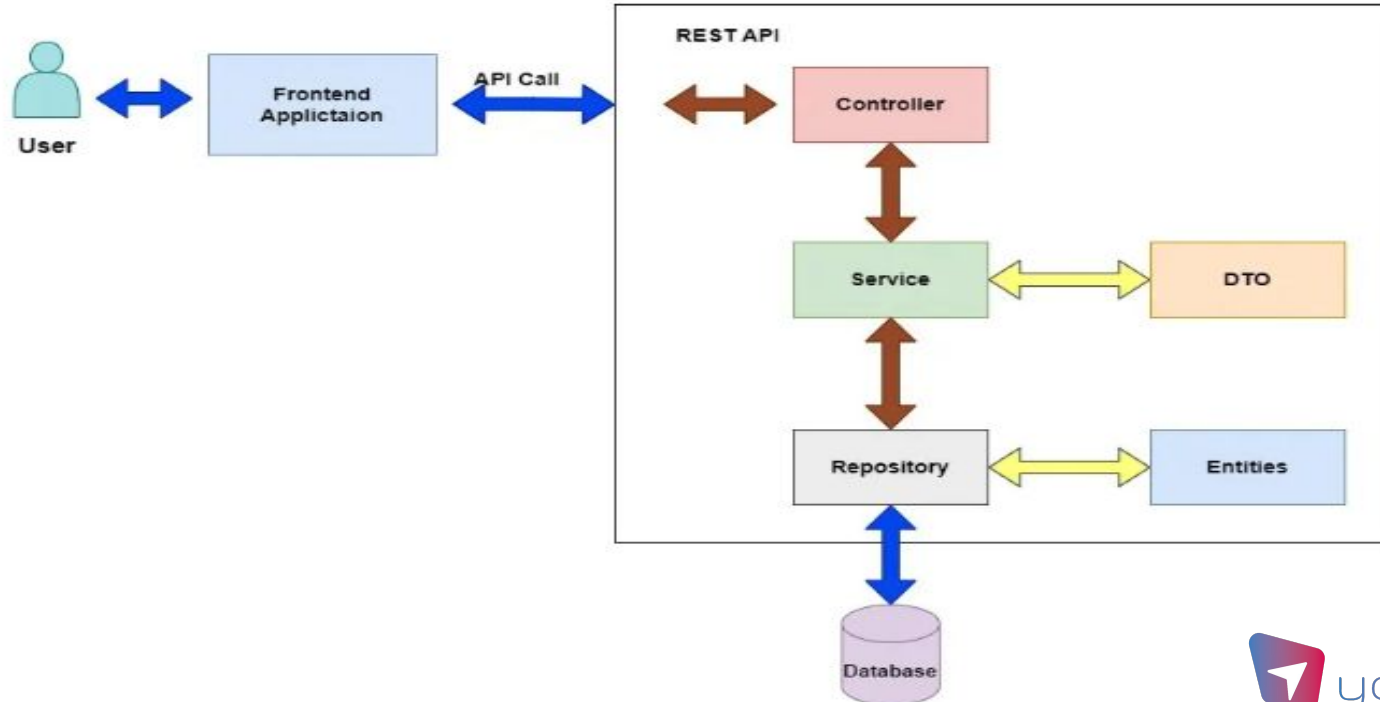 REST API
API Call
Frontend
Applictaion
Controller
User
Service
DTO
Repository
Entities
Database